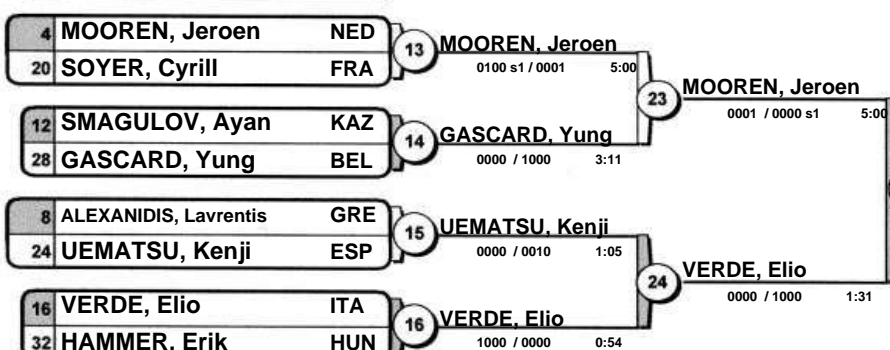 4 MOOREN, Jeroen NED
20 SOYER, Cyrill FRA
13
MOOREN, Jeroen
0100 s1 / 0001 5:00
12 SMAGULOV, Ayan KAZ
28 GASCARD, Yung BEL
14
GASCARD, Yung
0000 / 1000 3:11
23
MOOREN, Jeroen
0001 / 0000 s1 5:00
8 ALEXANIDIS, Lavrentis GRE
24 UEMATSU, Kenji ESP
15
UEMATSU, Kenji
0000 / 0010 1:05
16 VERDE, Elio ITA
32 HAMMER, Erik HUN
16
VERDE, Elio
1000 / 0000 0:54
24
VERDE, Elio
0000 / 1000 1:31